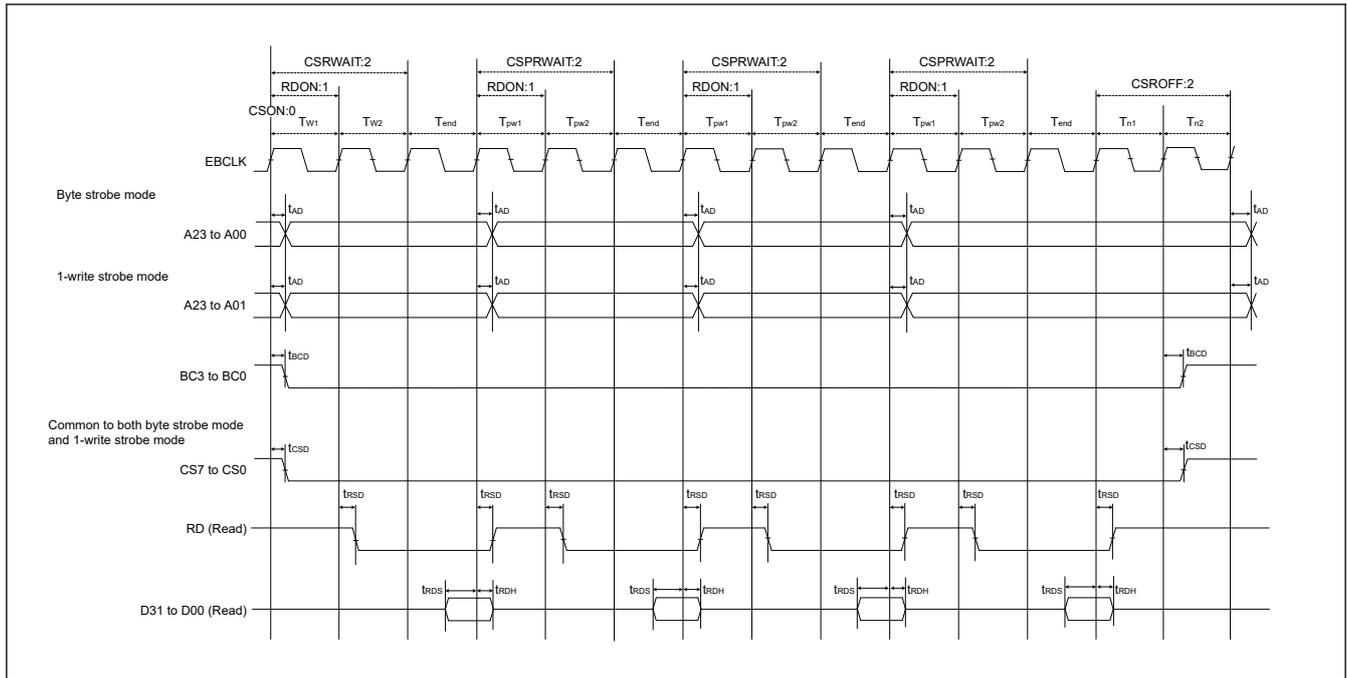 CSRWAIT:2 CSPRWAIT:2 CSPRWAIT:2 CSPRWAIT:2
RDON:1 RDON:1 RDON:1 RDON:1 CSROFF:2
CSON:0
TW1 TW2 Tend Tpw1 Tpw2 Tend Tpw1 Tpw2 Tend Tpw1 Tpw2 Tend Tn1 Tn2
EBCLK
Byte strobe mode
tAD tAD tAD tAD tAD
A23 to A00
1-write strobe mode
tAD tAD tAD tAD tAD
A23 to A01
tBCD tBCD
BC3 to BC0
Common to both byte strobe mode
and 1-write strobe mode
tCSD tCSD
CS7 to CS0
tRSD tRSD tRSD tRSD tRSD tRSD tRSD tRSD
RD (Read)
tRDS tRDH tRDS tRDH tRDS tRDH tRDS tRDH
D31 to D00 (Read)